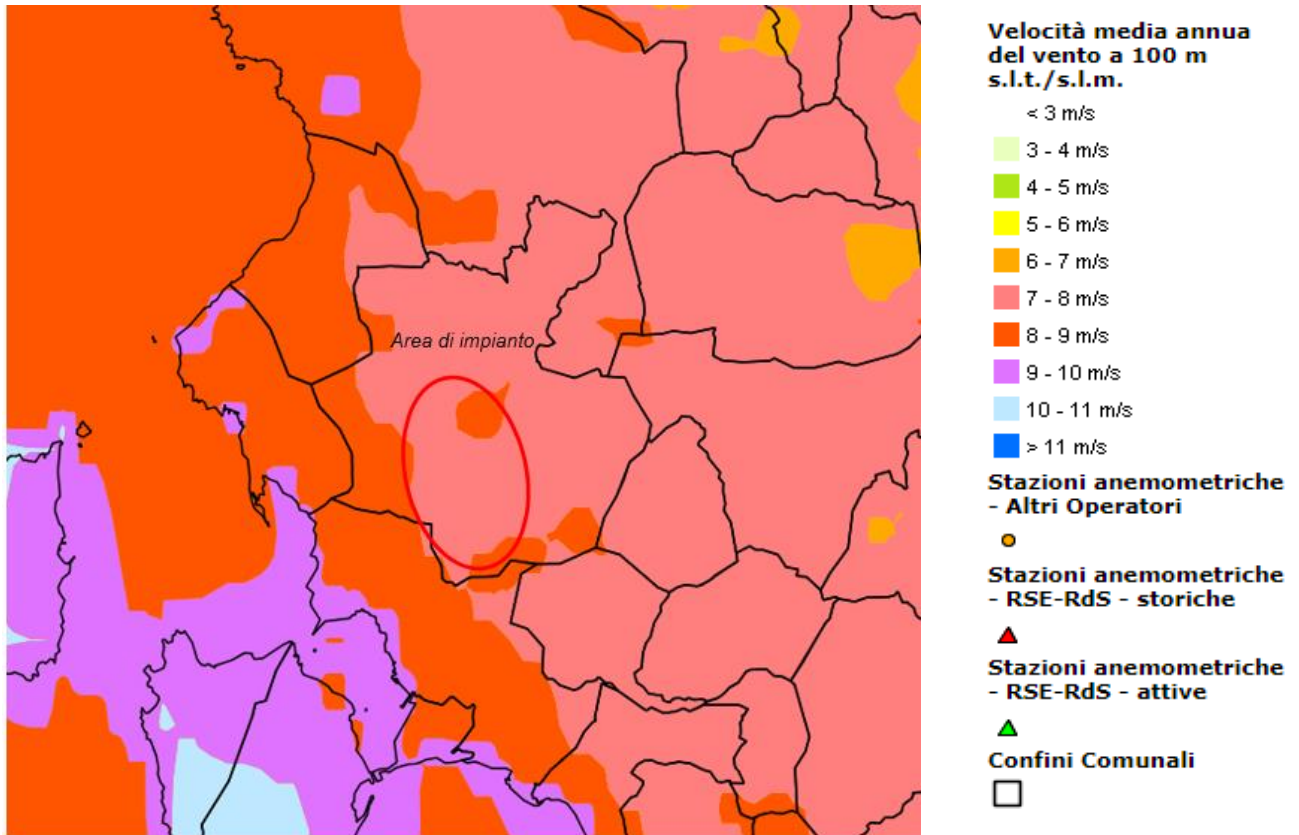 Area di impianto
Velocità media annua
del vento a 100 m
s.l.t./s.l.m.
< 3 m/s
3 - 4 m/s
4 - 5 m/s
5 - 6 m/s
6 - 7 m/s
7 - 8 m/s
8 - 9 m/s
9 - 10 m/s
10 - 11 m/s
> 11 m/s
Stazioni anemometriche
- Altri Operatori
Stazioni anemometriche
- RSE-RdS - storiche
Stazioni anemometriche
- RSE-RdS - attive
Confini Comunali